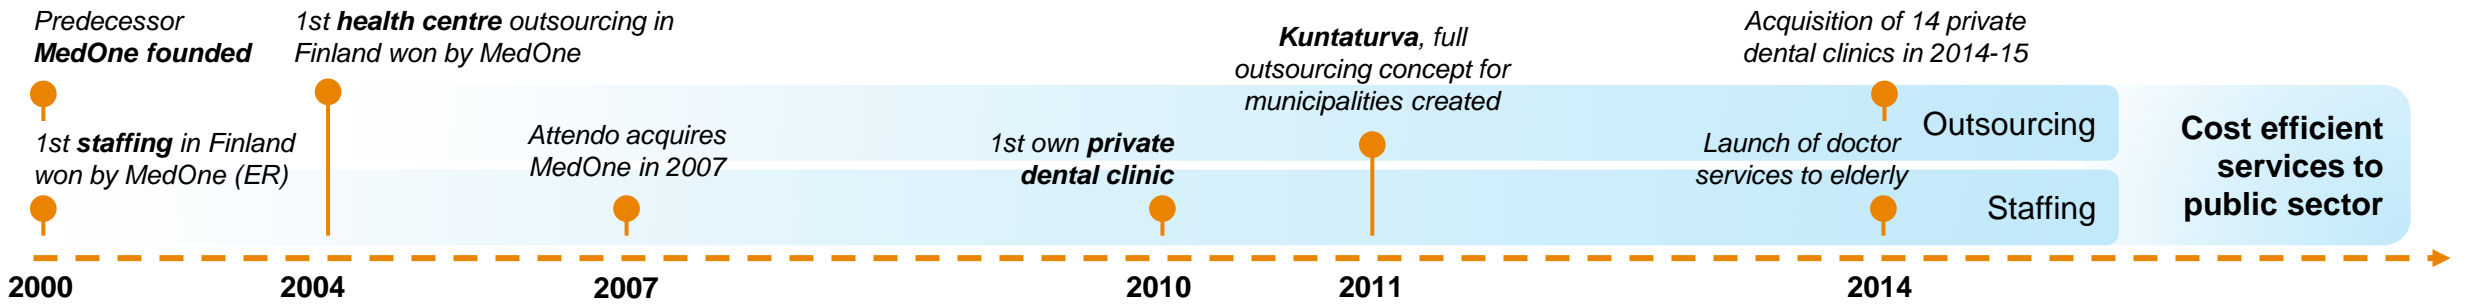 Predecessor
MedOne founded
1st staffing in Finland
won by MedOne (ER)
1st health centre outsourcing in
Finland won by MedOne
Attendo acquires
MedOne in 2007
1st own private
dental clinic
Kuntaturva, full
outsourcing concept for
municipalities created
Acquisition of 14 private
dental clinics in 2014-15
Launch of doctor
services to elderly
Outsourcing
Staffing
Cost efficient
services to
public sector
2000
2004
2007
2010
2011
2014